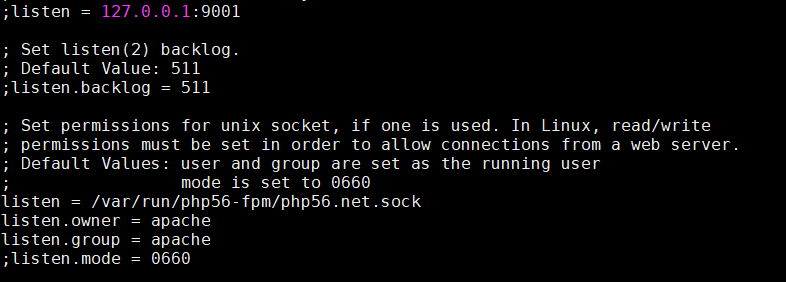 ;listen = 127.0.0.1:9001
; Set listen(2) backlog.
; Default Value: 511
;listen.backlog = 511
; Set permissions for unix socket, if one is used. In Linux, read/write
; permissions must be set in order to allow connections from a web server.
; Default Values: user and group are set as the running user
;                 mode is set to 0660
listen = /var/run/php56-fpm/php56.net.sock
listen.owner = apache
listen.group = apache
;listen.mode = 0660